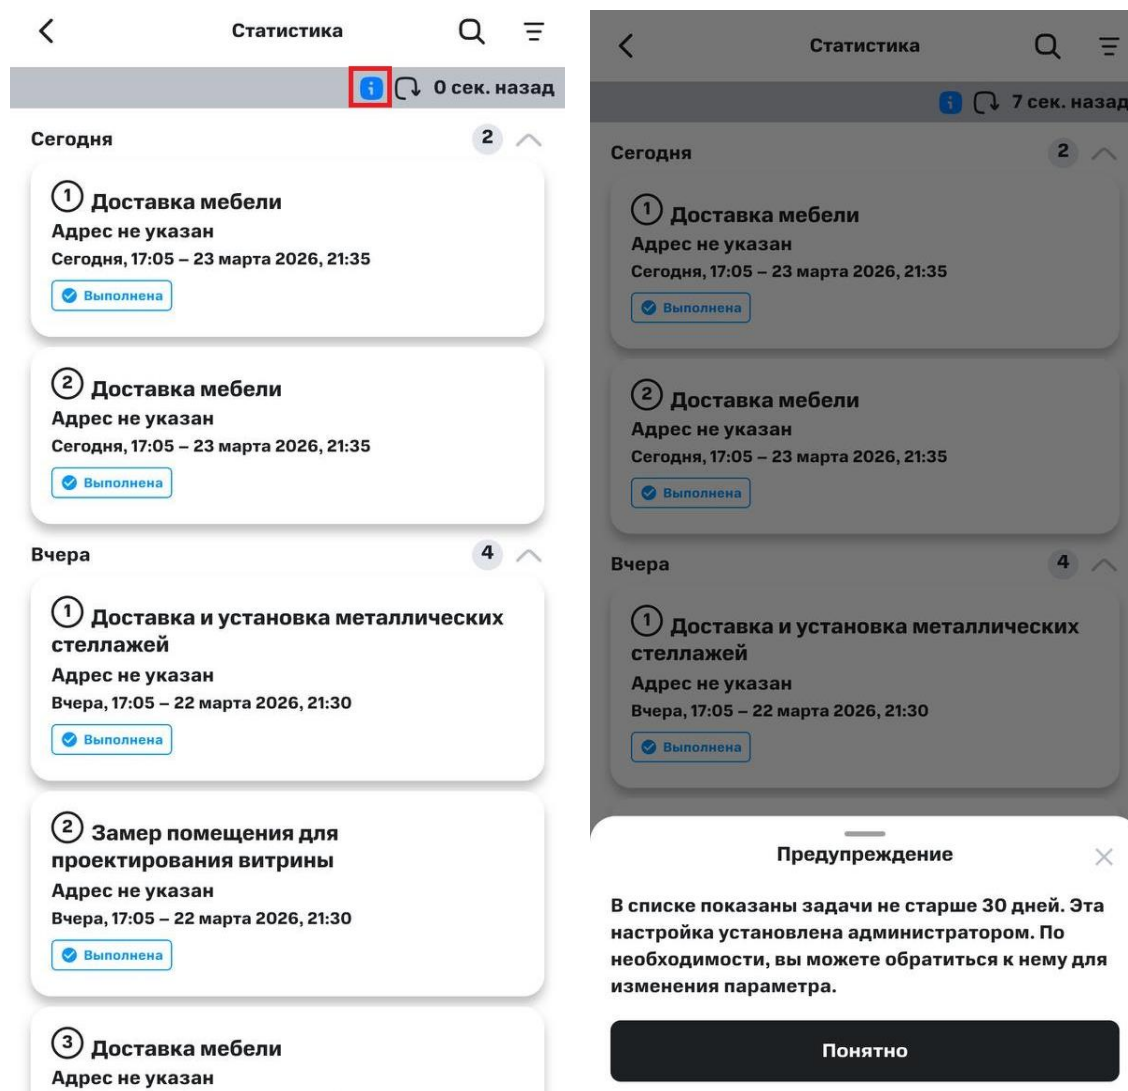 Статистика
0 сек. назад
Сегодня
2
1 Доставка мебели
Адрес не указан
Сегодня, 17:05 – 23 марта 2026, 21:35
Выполнена
2 Доставка мебели
Адрес не указан
Сегодня, 17:05 – 23 марта 2026, 21:35
Выполнена
Вчера
4
1 Доставка и установка металлических
стеллажей
Адрес не указан
Вчера, 17:05 – 22 марта 2026, 21:30
Выполнена
2 Замер помещения для
проектирования витрины
Адрес не указан
Вчера, 17:05 – 22 марта 2026, 21:30
Выполнена
3 Доставка мебели
Адрес не указан
Статистика
7 сек. назад
Сегодня
2
1 Доставка мебели
Адрес не указан
Сегодня, 17:05 – 23 марта 2026, 21:35
Выполнена
2 Доставка мебели
Адрес не указан
Сегодня, 17:05 – 23 марта 2026, 21:35
Выполнена
Вчера
4
1 Доставка и установка металлических
стеллажей
Адрес не указан
Вчера, 17:05 – 22 марта 2026, 21:30
Выполнена
Предупреждение
В списке показаны задачи не старше 30 дней. Эта
настройка установлена администратором. По
необходимости, вы можете обратиться к нему для
изменения параметра.
Понятно